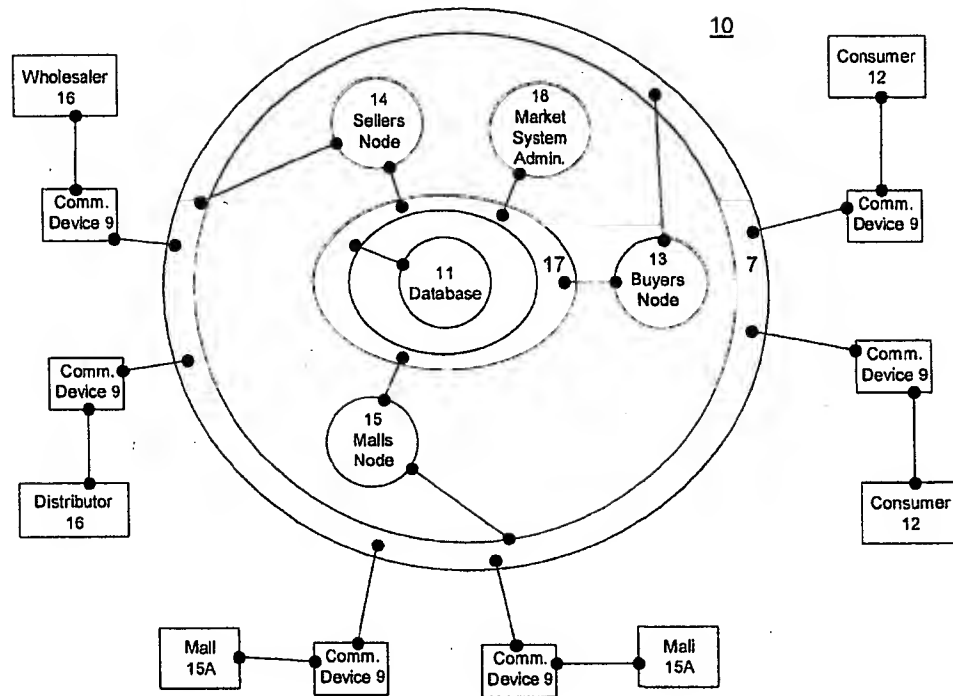 10
Wholesaler
16
Consumer
12
14
Sellers
Node
18
Market
System
Admin.
Comm.
Device 9
Comm.
Device 9
11
Database
17
13
Buyers
Node
7
Comm.
Device 9
Comm.
Device 9
15
Malls
Node
Distributor
16
Consumer
12
Mall
15A
Comm.
Device 9
Comm.
Device 9
Mall
15A